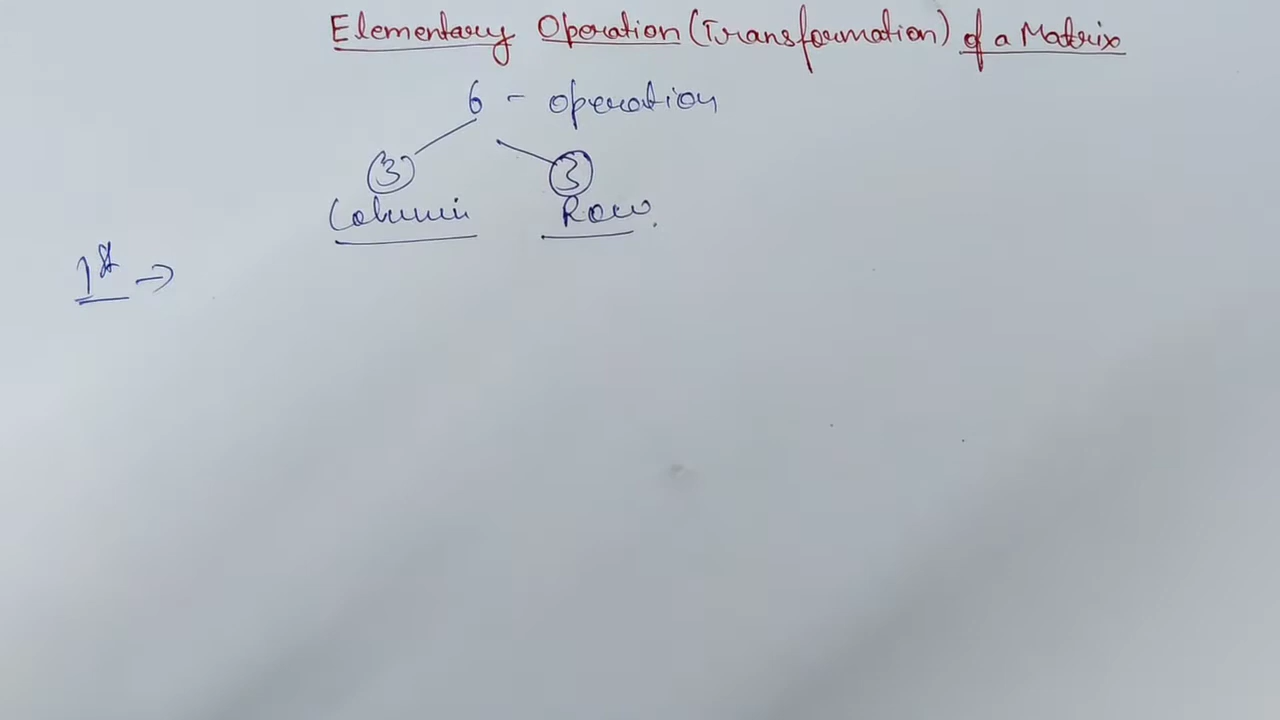 Elementary Operation (Transformation) of a Matrix
6 - operation
3 3
Column Row.
1st →